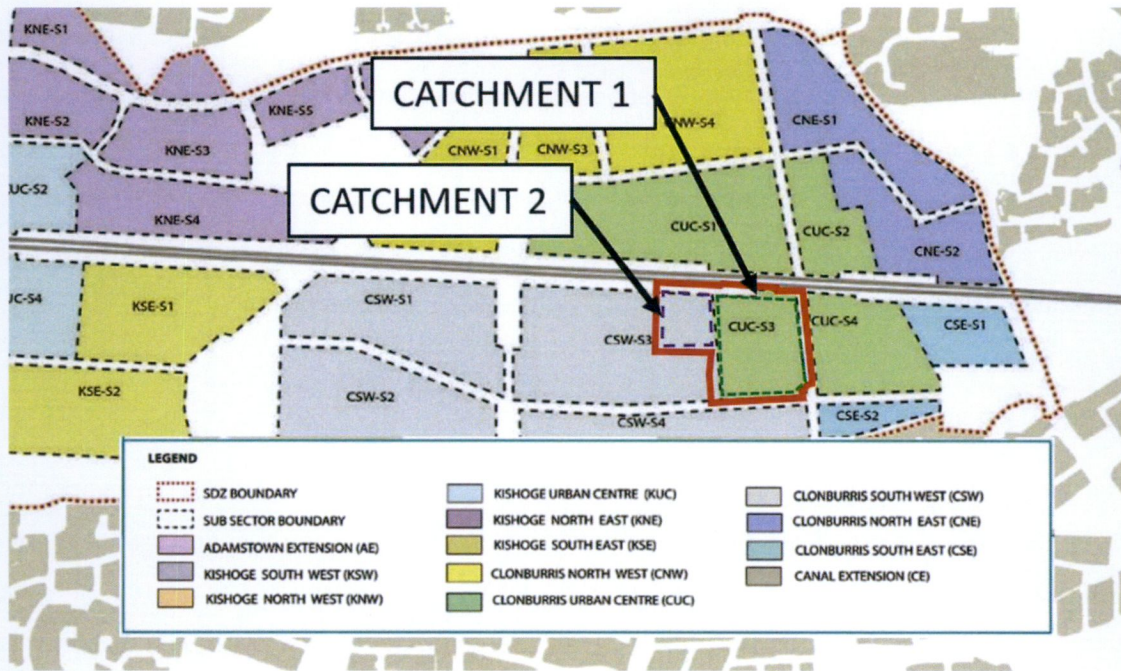 KNE-S1
CATCHMENT 1
KNE-S5
KNE-S2
CNE-S1
KNE-S3
CNW-S1
CNW-S3
NW-S4
UC-S2
CATCHMENT 2
KNE-S4
CUC-S1
CUC-S2
CNE-S2
UC-S4
KSE-S1
CSW-S1
CUC-S3
CUC-S4
CSE-S1
CSW-S3
KSE-S2
CSW-S2
CSW-S4
CSE-S2
LEGEND
SDZ BOUNDARY
SUB SECTOR BOUNDARY
ADAMSTOWN EXTENSION (AE)
KISHOGE SOUTH WEST (KSW)
KISHOGE NORTH WEST (KNW)
KISHOGE URBAN CENTRE (KUC)
KISHOGE NORTH EAST (KNE)
KISHOGE SOUTH EAST (KSE)
CLONBURRIS NORTH WEST (CNW)
CLONBURRIS URBAN CENTRE (CUC)
CLONBURRIS SOUTH WEST (CSW)
CLONBURRIS NORTH EAST (CNE)
CLONBURRIS SOUTH EAST (CSE)
CANAL EXTENSION (CE)